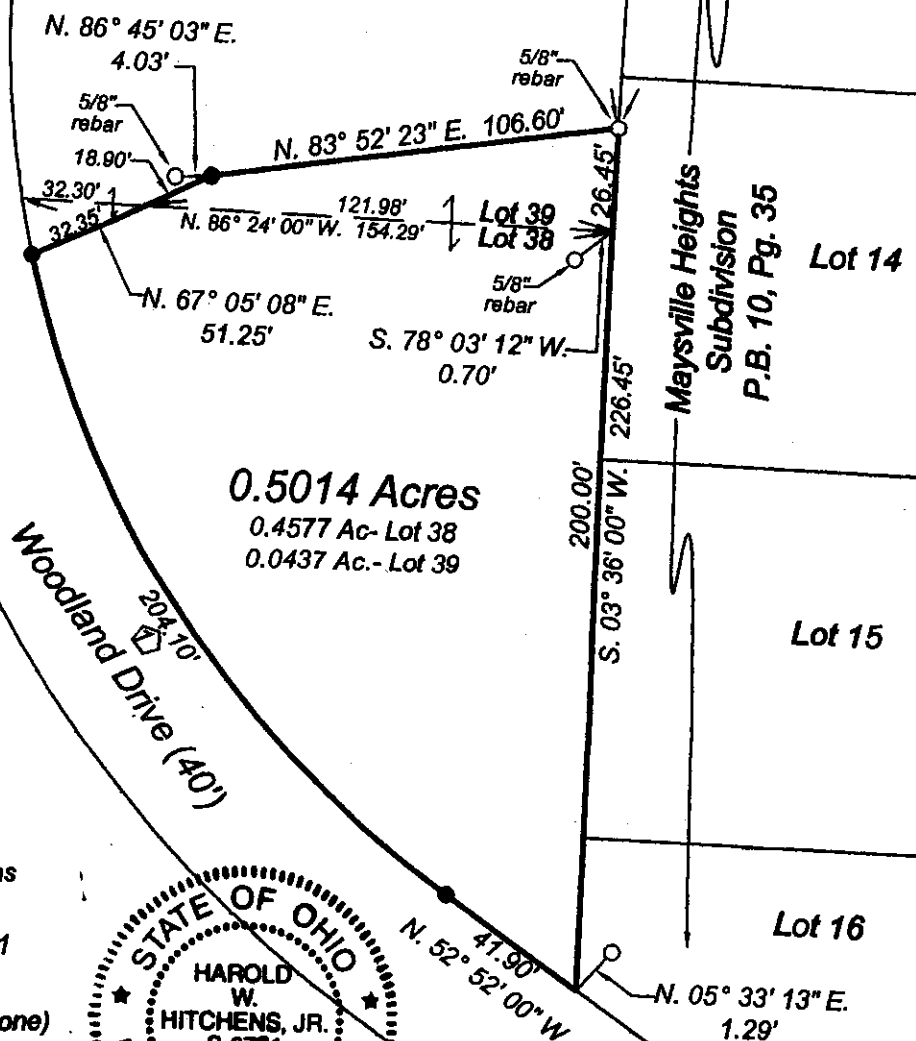 N. 86° 45' 03" E.
4.03'
5/8"
rebar
5/8"
rebar
18.90'
N. 83° 52' 23" E. 106.60'
32.30'
32.35'
121.98'
N. 86° 24' 00" W. 154.29'
Lot 39
Lot 38
26.45'
5/8"
rebar
N. 67° 05' 08" E.
51.25'
S. 78° 03' 12" W.
0.70'
Maysville Heights
Subdivision
P.B. 10, Pg. 35
Lot 14
226.45'
200.00'
S. 03° 36' 00" W.
0.5014 Acres
0.4577 Ac- Lot 38
0.0437 Ac.- Lot 39
Woodland Drive (40')
204.10'
1
Lot 15
Lot 16
41.90'
N. 52° 52' 00" W
N. 05° 33' 13" E.
1.29'
STATE OF OHIO
HAROLD
W.
HITCHENS, JR.
as
1
one)